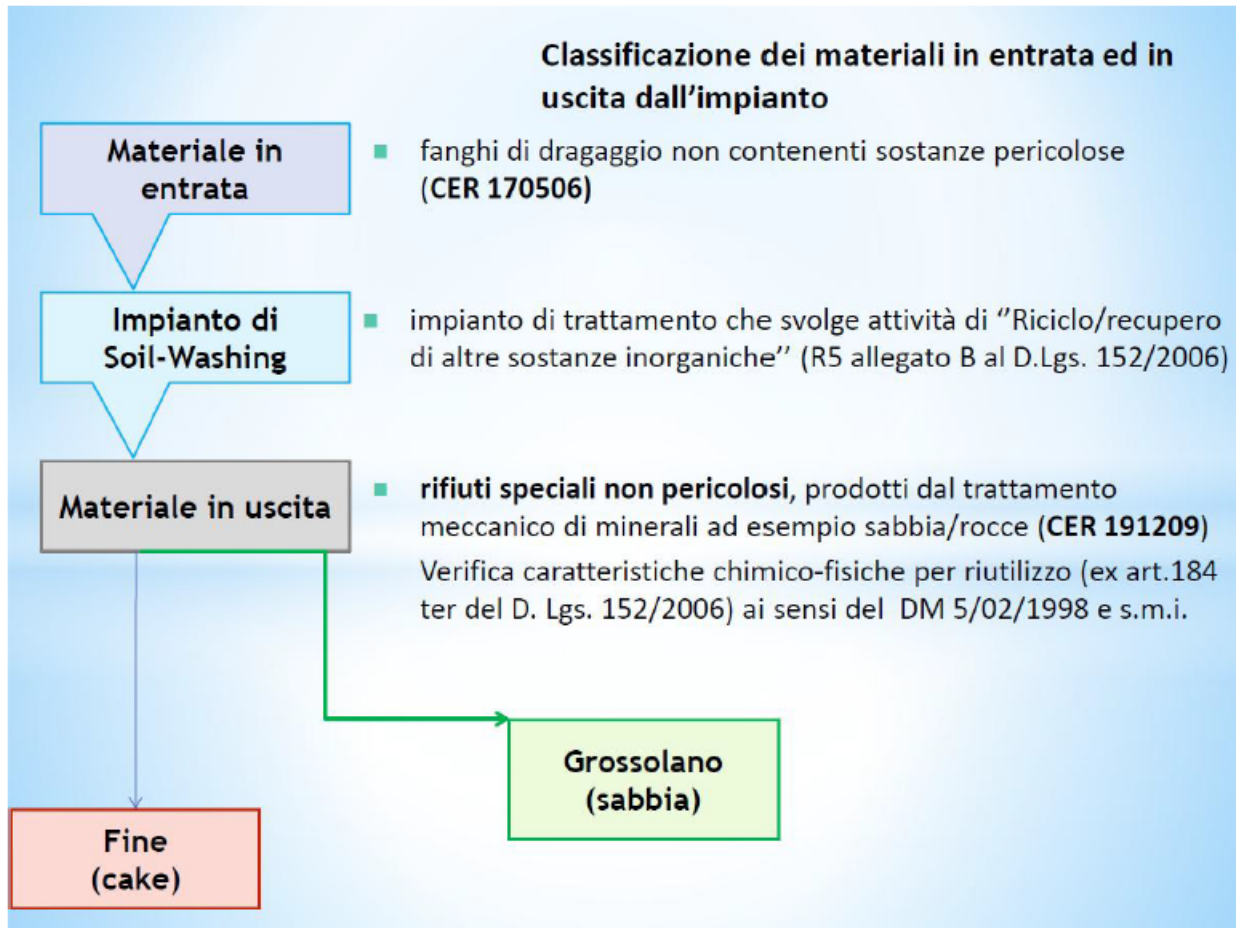 Classificazione dei materiali in entrata ed in
uscita dall'impianto
Materiale in
entrata
▪ fanghi di dragaggio non contenenti sostanze pericolose
(CER 170506)
Impianto di
Soil-Washing
▪ impianto di trattamento che svolge attività di ‘’Riciclo/recupero
di altre sostanze inorganiche’’ (R5 allegato B al D.Lgs. 152/2006)
Materiale in uscita
▪ rifiuti speciali non pericolosi, prodotti dal trattamento
meccanico di minerali ad esempio sabbia/rocce (CER 191209)
Verifica caratteristiche chimico-fisiche per riutilizzo (ex art.184
ter del D. Lgs. 152/2006) ai sensi del DM 5/02/1998 e s.m.i.
Grossolano
(sabbia)
Fine
(cake)